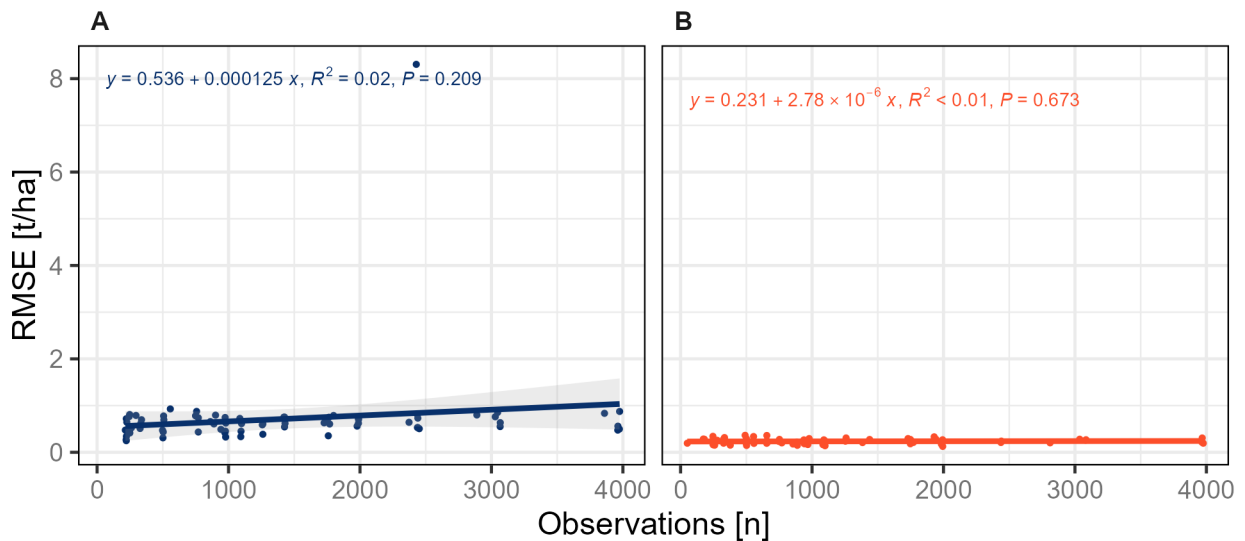 A
B
y = 0.536 + 0.000125 x, R² = 0.02, P = 0.209
y = 0.231 + 2.78 × 10⁻⁶ x, R² < 0.01, P = 0.673
RMSE [t/ha]
8
6
4
2
0
0 1000 2000 3000 4000
0 1000 2000 3000 4000
Observations [n]